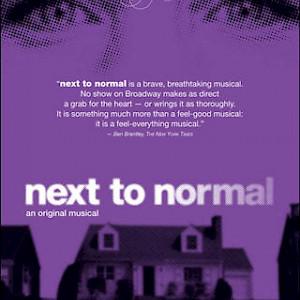 “next to normal is a brave, breathtaking musical.
No show on Broadway makes as direct
a grab for the heart — or wrings it as thoroughly.
It is something much more than a feel-good musical:
it is a feel-everything musical.”
— Ben Brantley, The New York Times
next to normal
an original musical